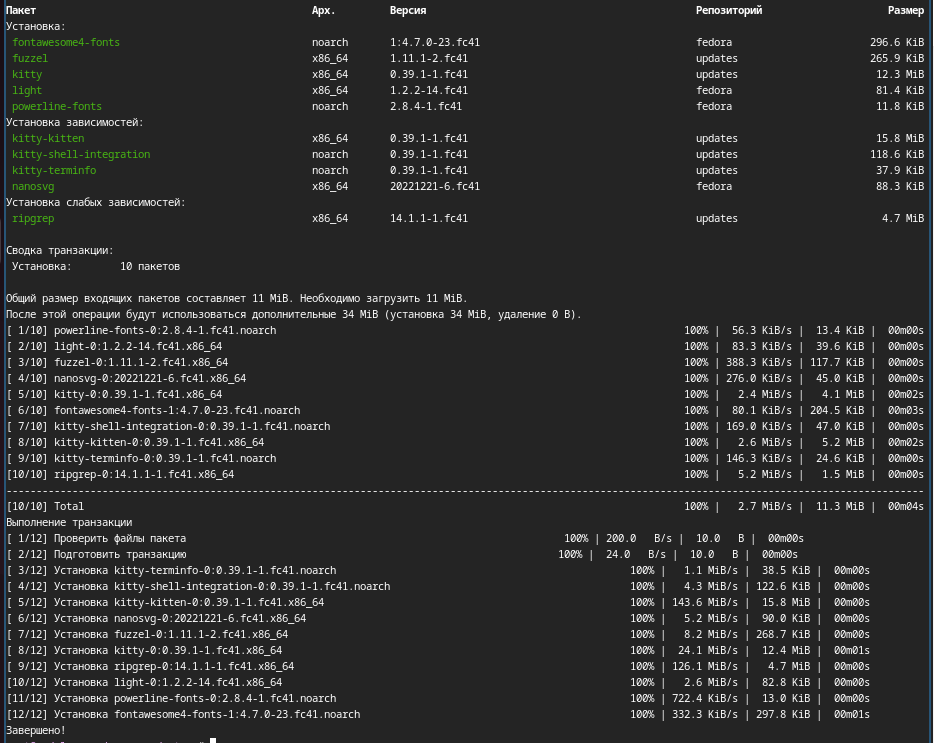 Пакет Арх. Версия Репозиторий Размер
Установка:
fontawesome4-fonts noarch 1:4.7.0-23.fc41 fedora 296.6 KiB
fuzzel x86_64 1.11.1-2.fc41 updates 265.9 KiB
kitty x86_64 0.39.1-1.fc41 updates 12.3 MiB
light x86_64 1.2.2-14.fc41 fedora 81.4 KiB
powerline-fonts noarch 2.8.4-1.fc41 fedora 11.8 KiB
Установка зависимостей:
kitty-kitten x86_64 0.39.1-1.fc41 updates 15.8 MiB
kitty-shell-integration noarch 0.39.1-1.fc41 updates 118.6 KiB
kitty-terminfo noarch 0.39.1-1.fc41 updates 37.9 KiB
nanosvg x86_64 20221221-6.fc41 fedora 88.3 KiB
Установка слабых зависимостей:
ripgrep x86_64 14.1.1-1.fc41 updates 4.7 MiB
Сводка транзакции:
Установка: 10 пакетов
Общий размер входящих пакетов составляет 11 MiB. Необходимо загрузить 11 MiB.
После этой операции будут использоваться дополнительные 34 MiB (установка 34 MiB, удаление 0 B).
[ 1/10] powerline-fonts-0:2.8.4-1.fc41.noarch 100% | 56.3 KiB/s | 13.4 KiB | 00m00s
[ 2/10] light-0:1.2.2-14.fc41.x86_64 100% | 83.3 KiB/s | 39.6 KiB | 00m00s
[ 3/10] fuzzel-0:1.11.1-2.fc41.x86_64 100% | 388.3 KiB/s | 117.7 KiB | 00m00s
[ 4/10] nanosvg-0:20221221-6.fc41.x86_64 100% | 276.0 KiB/s | 45.0 KiB | 00m00s
[ 5/10] kitty-0:0.39.1-1.fc41.x86_64 100% | 2.4 MiB/s | 4.1 MiB | 00m02s
[ 6/10] fontawesome4-fonts-1:4.7.0-23.fc41.noarch 100% | 80.1 KiB/s | 204.5 KiB | 00m03s
[ 7/10] kitty-shell-integration-0:0.39.1-1.fc41.noarch 100% | 169.0 KiB/s | 47.0 KiB | 00m00s
[ 8/10] kitty-kitten-0:0.39.1-1.fc41.x86_64 100% | 2.6 MiB/s | 5.2 MiB | 00m02s
[ 9/10] kitty-terminfo-0:0.39.1-1.fc41.noarch 100% | 146.3 KiB/s | 24.6 KiB | 00m00s
[10/10] ripgrep-0:14.1.1-1.fc41.x86_64 100% | 5.2 MiB/s | 1.5 MiB | 00m00s
[10/10] Total 100% | 2.7 MiB/s | 11.3 MiB | 00m04s
Выполнение транзакции
[ 1/12] Проверить файлы пакета 100% | 200.0 B/s | 10.0 B | 00m00s
[ 2/12] Подготовить транзакцию 100% | 24.0 B/s | 10.0 B | 00m00s
[ 3/12] Установка kitty-terminfo-0:0.39.1-1.fc41.noarch 100% | 1.1 MiB/s | 38.5 KiB | 00m00s
[ 4/12] Установка kitty-shell-integration-0:0.39.1-1.fc41.noarch 100% | 4.3 MiB/s | 122.6 KiB | 00m00s
[ 5/12] Установка kitty-kitten-0:0.39.1-1.fc41.x86_64 100% | 143.6 MiB/s | 15.8 MiB | 00m00s
[ 6/12] Установка nanosvg-0:20221221-6.fc41.x86_64 100% | 5.2 MiB/s | 90.0 KiB | 00m00s
[ 7/12] Установка fuzzel-0:1.11.1-2.fc41.x86_64 100% | 8.2 MiB/s | 268.7 KiB | 00m00s
[ 8/12] Установка kitty-0:0.39.1-1.fc41.x86_64 100% | 24.1 MiB/s | 12.4 MiB | 00m01s
[ 9/12] Установка ripgrep-0:14.1.1-1.fc41.x86_64 100% | 126.1 MiB/s | 4.7 MiB | 00m00s
[10/12] Установка light-0:1.2.2-14.fc41.x86_64 100% | 2.6 MiB/s | 82.8 KiB | 00m00s
[11/12] Установка powerline-fonts-0:2.8.4-1.fc41.noarch 100% | 722.4 KiB/s | 13.0 KiB | 00m00s
[12/12] Установка fontawesome4-fonts-1:4.7.0-23.fc41.noarch 100% | 332.3 KiB/s | 297.8 KiB | 00m01s
Завершено!